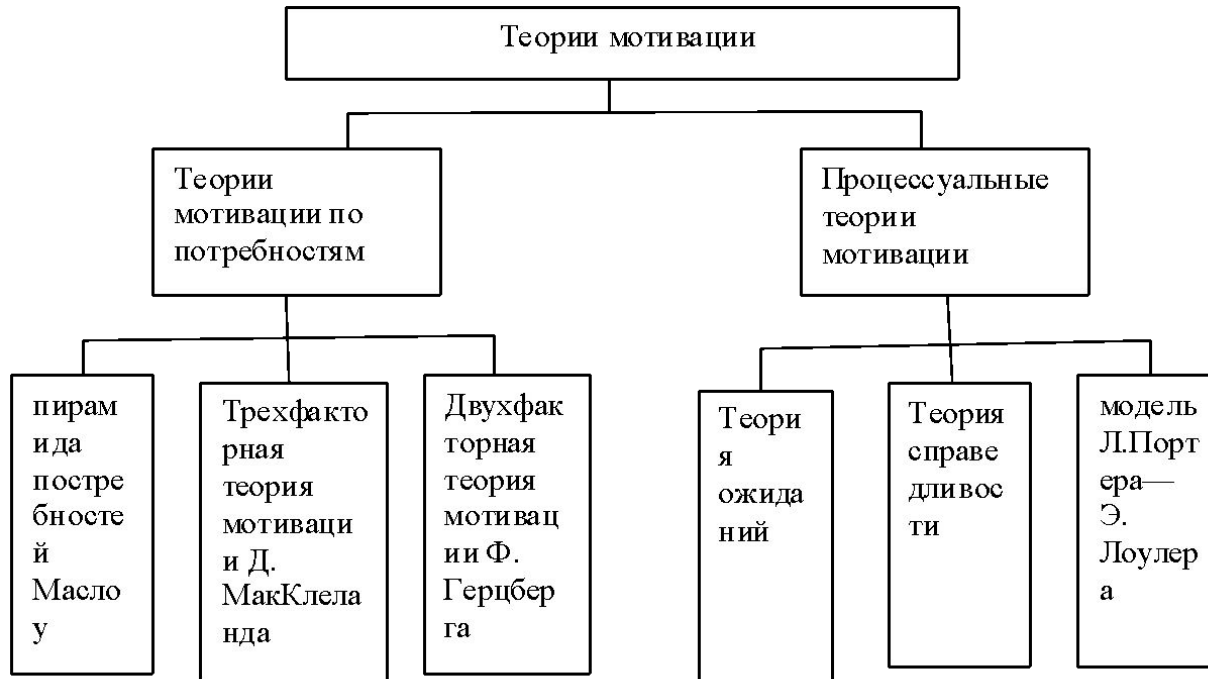 Теории мотивации
Теории
мотивации по
потребностям
Процессуальные
теории
мотивации
пирам
ида
постре
бносте
й
Масло
у
Трехфакто
рная
теория
мотиваци
и Д.
МакКлела
нда
Двухфак
торная
теория
мотивац
ии Ф.
Герцбер
га
Теори
я
ожида
ний
Теория
справе
дливос
ти
модель
Л.Порт
ера—
Э.
Лоулер
а